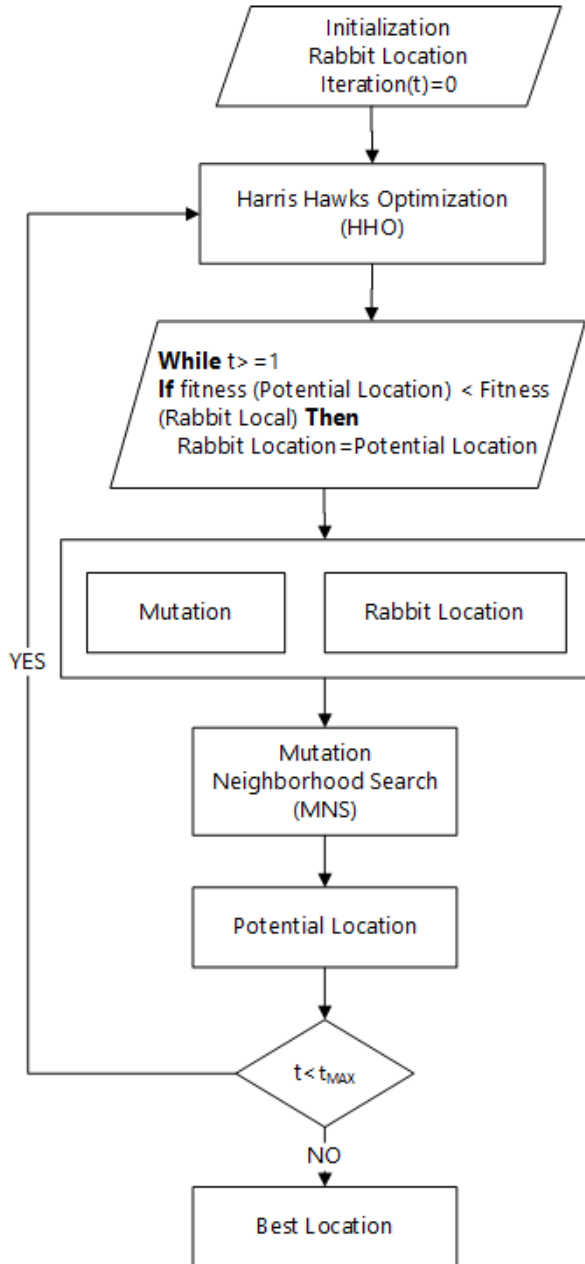 Initialization
Rabbit Location
Iteration(t)=0
Harris Hawks Optimization
(HHO)
While t>=1
If fitness (Potential Location) < Fitness
(Rabbit Local) Then
Rabbit Location=Potential Location
Mutation
Rabbit Location
YES
Mutation
Neighborhood Search
(MNS)
Potential Location
t<tMAX
NO
Best Location